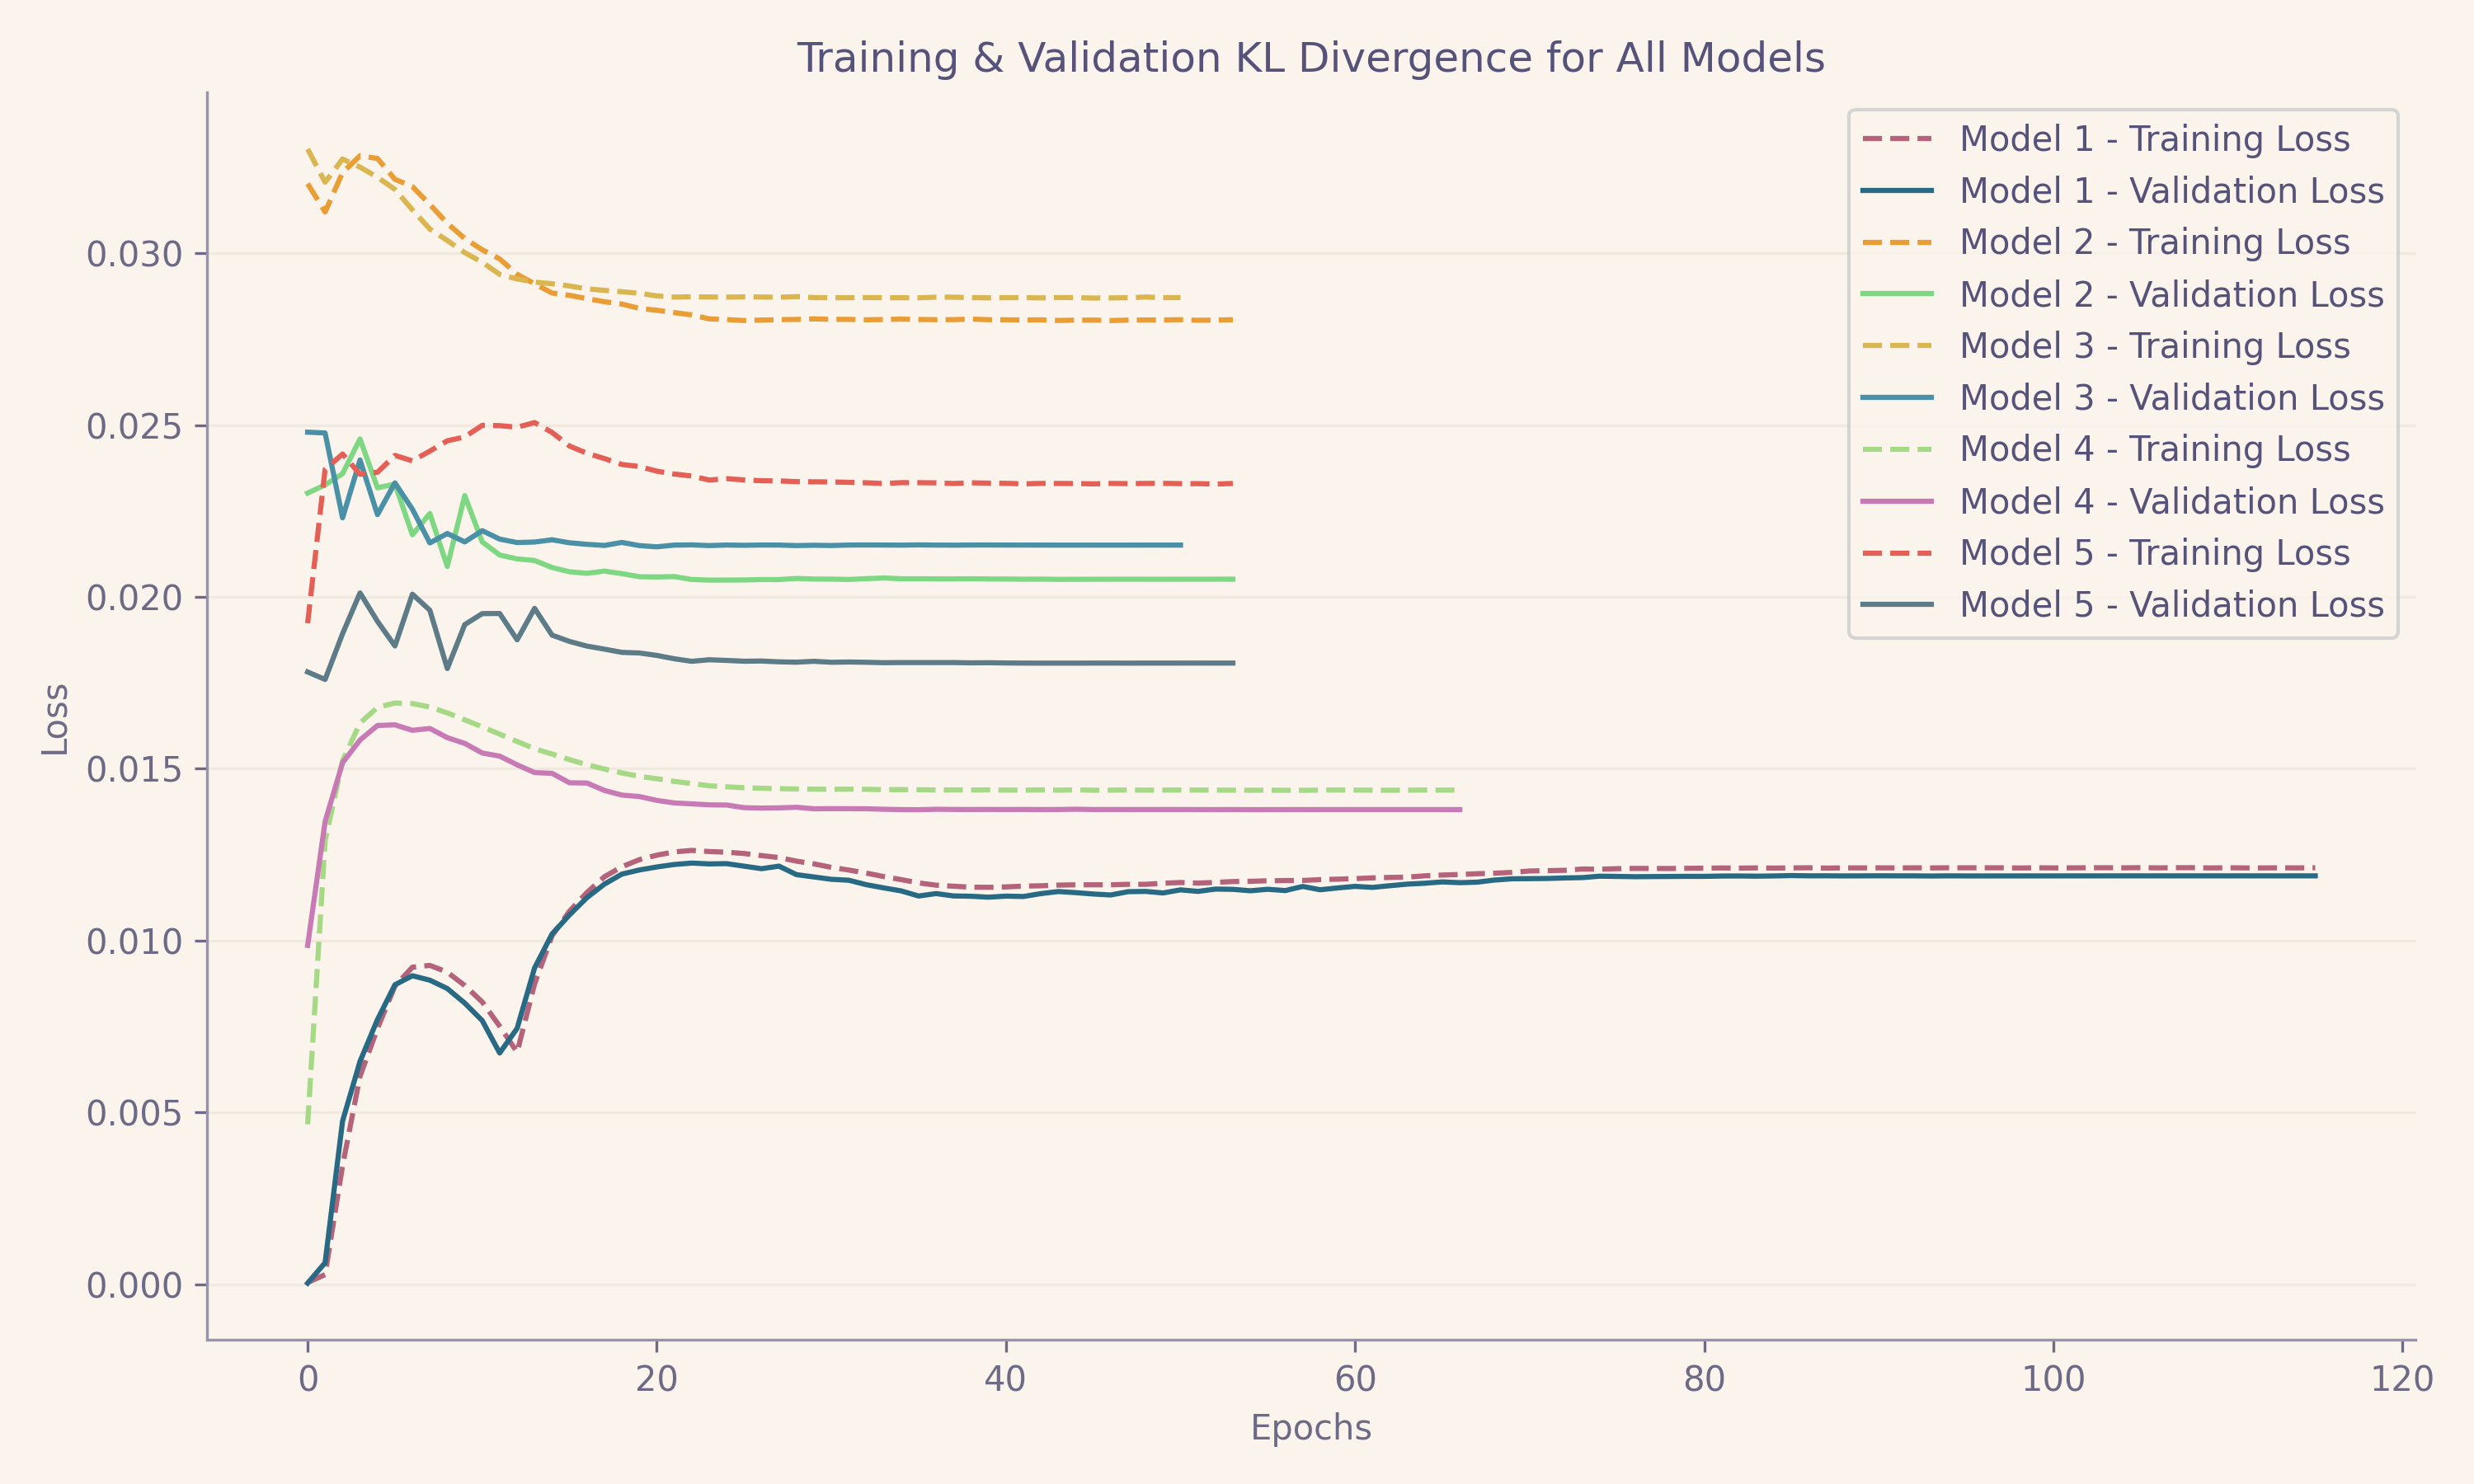 Training & Validation KL Divergence for All Models
Model 1 - Training Loss
Model 1 - Validation Loss
Model 2 - Training Loss
Model 2 - Validation Loss
Model 3 - Training Loss
Model 3 - Validation Loss
Model 4 - Training Loss
Model 4 - Validation Loss
Model 5 - Training Loss
Model 5 - Validation Loss
Loss
0.030
0.025
0.020
0.015
0.010
0.005
0.000
0 20 40 60 80 100 120
Epochs